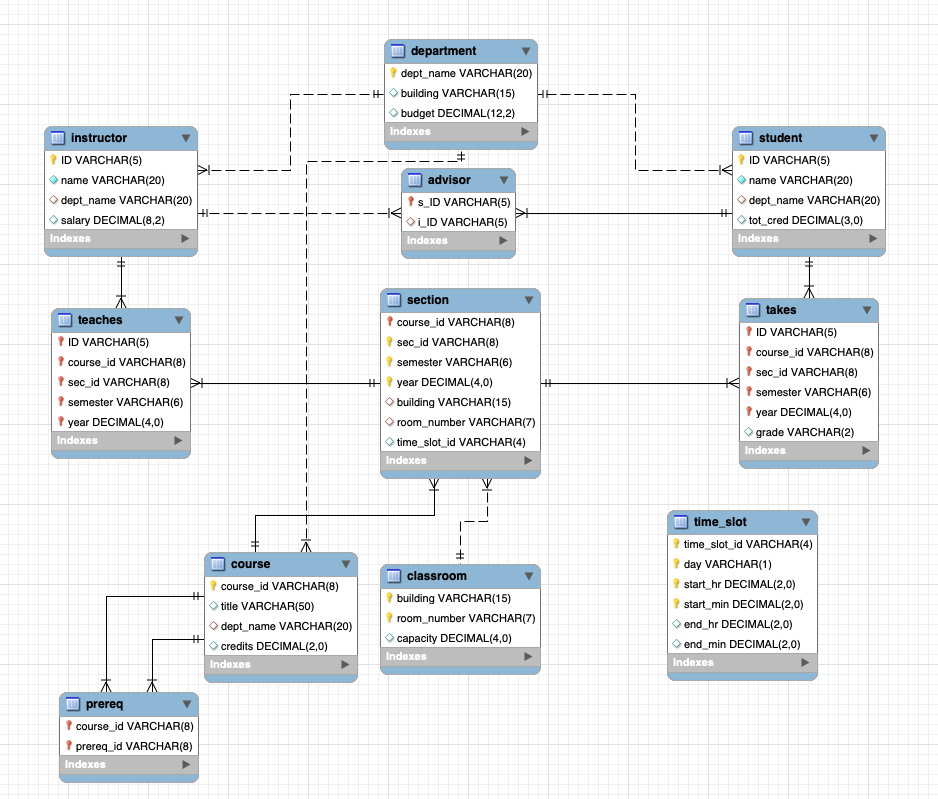 department
dept_name VARCHAR(20)
building VARCHAR(15)
budget DECIMAL(12,2)
Indexes
instructor
ID VARCHAR(5)
name VARCHAR(20)
dept_name VARCHAR(20)
salary DECIMAL(8,2)
Indexes
advisor
s_ID VARCHAR(5)
i_ID VARCHAR(5)
Indexes
student
ID VARCHAR(5)
name VARCHAR(20)
dept_name VARCHAR(20)
tot_cred DECIMAL(3,0)
Indexes
teaches
ID VARCHAR(5)
course_id VARCHAR(8)
sec_id VARCHAR(8)
semester VARCHAR(6)
year DECIMAL(4,0)
Indexes
section
course_id VARCHAR(8)
sec_id VARCHAR(8)
semester VARCHAR(6)
year DECIMAL(4,0)
building VARCHAR(15)
room_number VARCHAR(7)
time_slot_id VARCHAR(4)
Indexes
takes
ID VARCHAR(5)
course_id VARCHAR(8)
sec_id VARCHAR(8)
semester VARCHAR(6)
year DECIMAL(4,0)
grade VARCHAR(2)
Indexes
course
course_id VARCHAR(8)
title VARCHAR(50)
dept_name VARCHAR(20)
credits DECIMAL(2,0)
Indexes
classroom
building VARCHAR(15)
room_number VARCHAR(7)
capacity DECIMAL(4,0)
Indexes
time_slot
time_slot_id VARCHAR(4)
day VARCHAR(1)
start_hr DECIMAL(2,0)
start_min DECIMAL(2,0)
end_hr DECIMAL(2,0)
end_min DECIMAL(2,0)
Indexes
prereq
course_id VARCHAR(8)
prereq_id VARCHAR(8)
Indexes